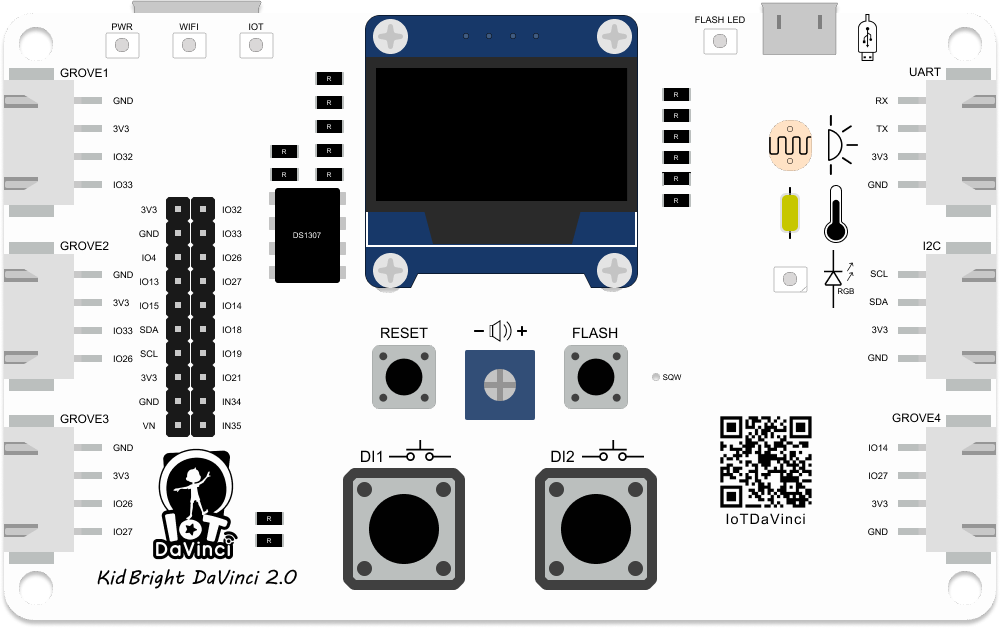 PWR
WIFI
IOT
FLASH LED
GROVE1
GND
3V3
IO32
IO33
GROVE2
GND
3V3
IO33
IO26
GROVE3
GND
3V3
IO26
IO27
3V3 IO32
GND IO33
IO4 IO26
IO13 IO27
IO15 IO14
SDA IO18
SCL IO19
3V3 IO21
GND IN34
VN IN35
R
R
R
R
R
R
R
DS1307
R
R
R
R
R
R
RESET
- +
FLASH
SQW
DI1
DI2
R
R
IOT
DaVinci
KidBright DaVinci 2.0
RGB
IoTDaVinci
UART
RX
TX
3V3
GND
I2C
SCL
SDA
3V3
GND
GROVE4
IO14
IO27
3V3
GND